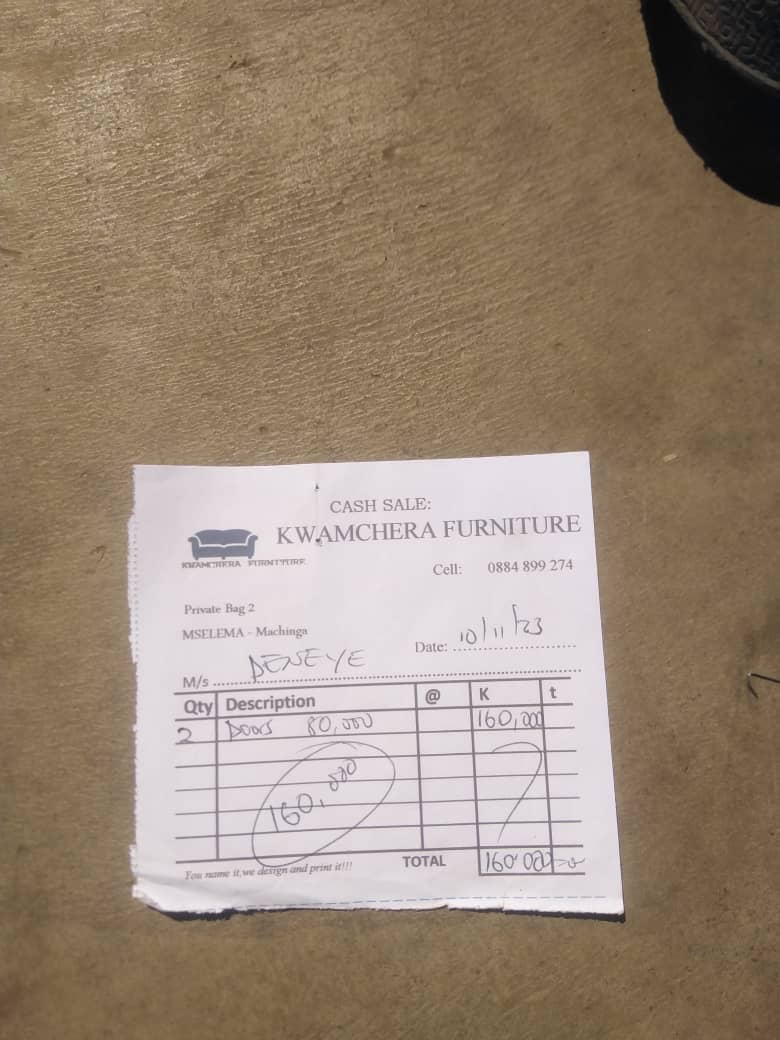 CASH SALE:
KWAMCHERA FURNITURE
KWAMCHERA FURNITURE
Cell: 0884 899 274
Private Bag 2
MSELEMA - Machinga
Date: 10/11/23
M/s DENEYE
Qty Description @ K t
2 Doors 80,000 160,000
160,000
You name it,we design and print it!!!
TOTAL 160.000